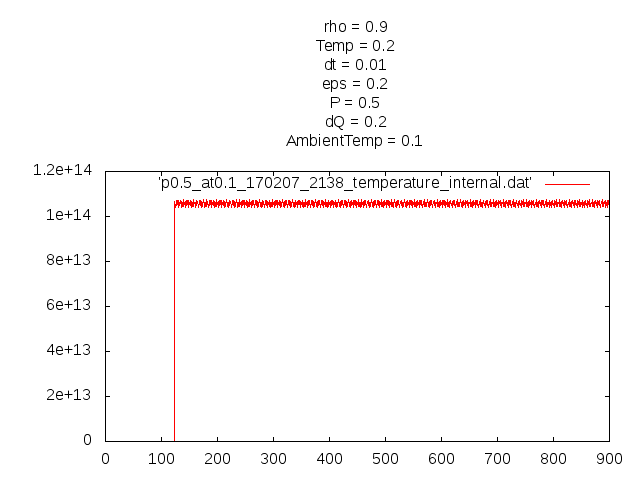 rho = 0.9
Temp = 0.2
dt = 0.01
eps = 0.2
P = 0.5
dQ = 0.2
AmbientTemp = 0.1
1.2e+14
'p0.5_at0.1_170207_2138_temperature_internal.dat'
1e+14
8e+13
6e+13
4e+13
2e+13
0
0 100 200 300 400 500 600 700 800 900